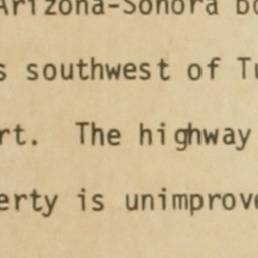 Arizona-Sonora bo
s southwest of Tu
rt. The highway
erty is unimprove